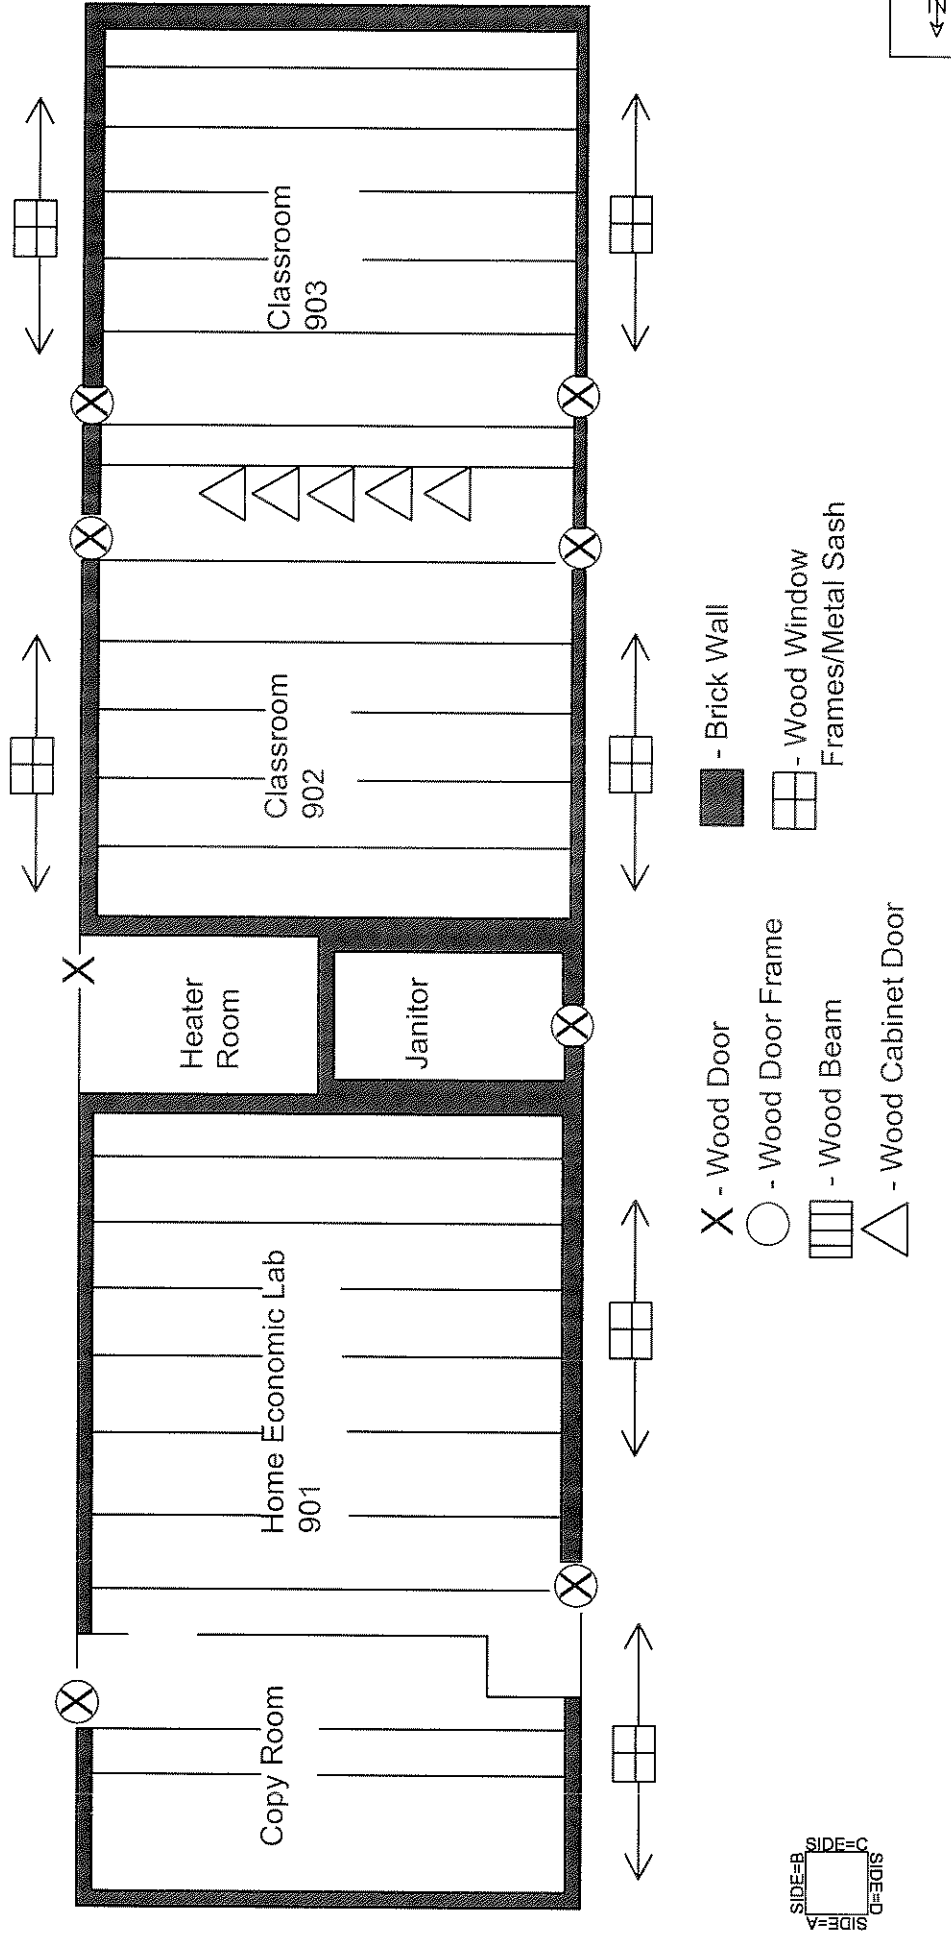 Copy Room
Home Economic Lab
901
Heater
Room
Janitor
Classroom
902
Classroom
903
X - Wood Door
- Wood Door Frame
- Wood Beam
- Wood Cabinet Door
- Brick Wall
- Wood Window
Frames/Metal Sash
SIDE=A
SIDE=B
SIDE=C
SIDE=D
N